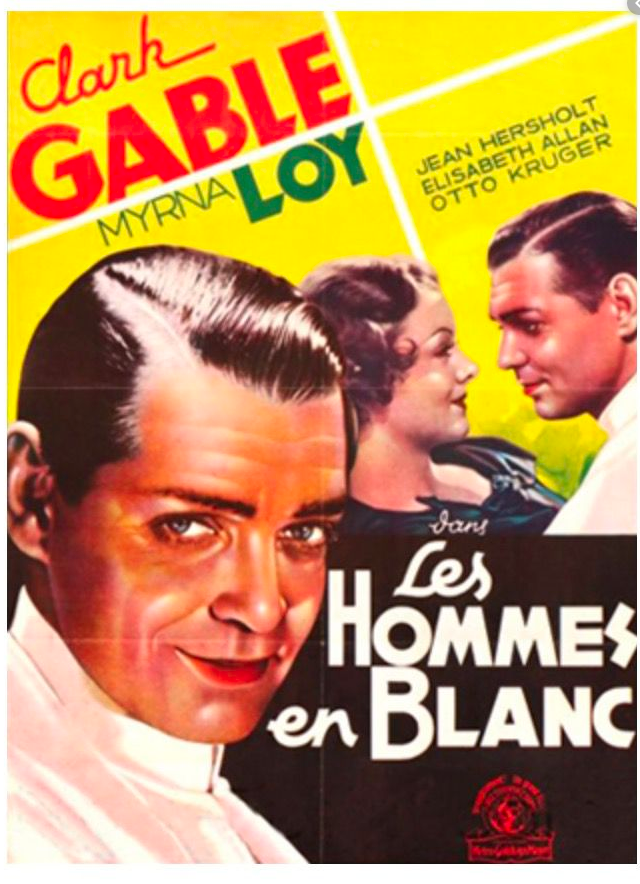 Clark
GABLE
MYRNA LOY
JEAN HERSHOLT
ELISABETH ALLAN
OTTO KRUGER
dans
Les
HOMMES
en BLANC